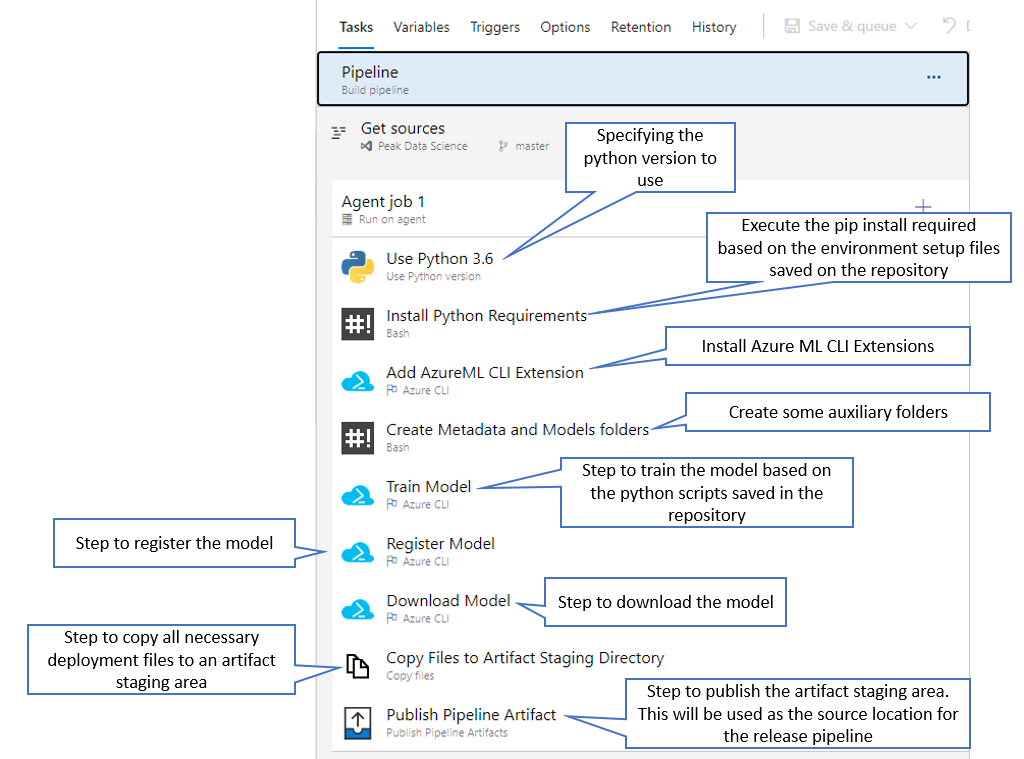 Tasks Variables Triggers Options Retention History Save & queue
Pipeline
Build pipeline
...
Get sources
Peak Data Science master
Specifying the
python version to
use
Agent job 1
Run on agent
Execute the pip install required
based on the environment setup files
saved on the repository
Use Python 3.6
Use Python version
Install Python Requirements
Bash
Install Azure ML CLI Extensions
Add AzureML CLI Extension
Azure CLI
Create some auxiliary folders
Create Metadata and Models folders
Bash
Step to train the model based on
the python scripts saved in the
repository
Train Model
Azure CLI
Step to register the model
Register Model
Azure CLI
Download Model
Azure CLI
Step to download the model
Step to copy all necessary
deployment files to an artifact
staging area
Copy Files to Artifact Staging Directory
Copy files
Step to publish the artifact staging area.
This will be used as the source location for
the release pipeline
Publish Pipeline Artifact
Publish Pipeline Artifacts